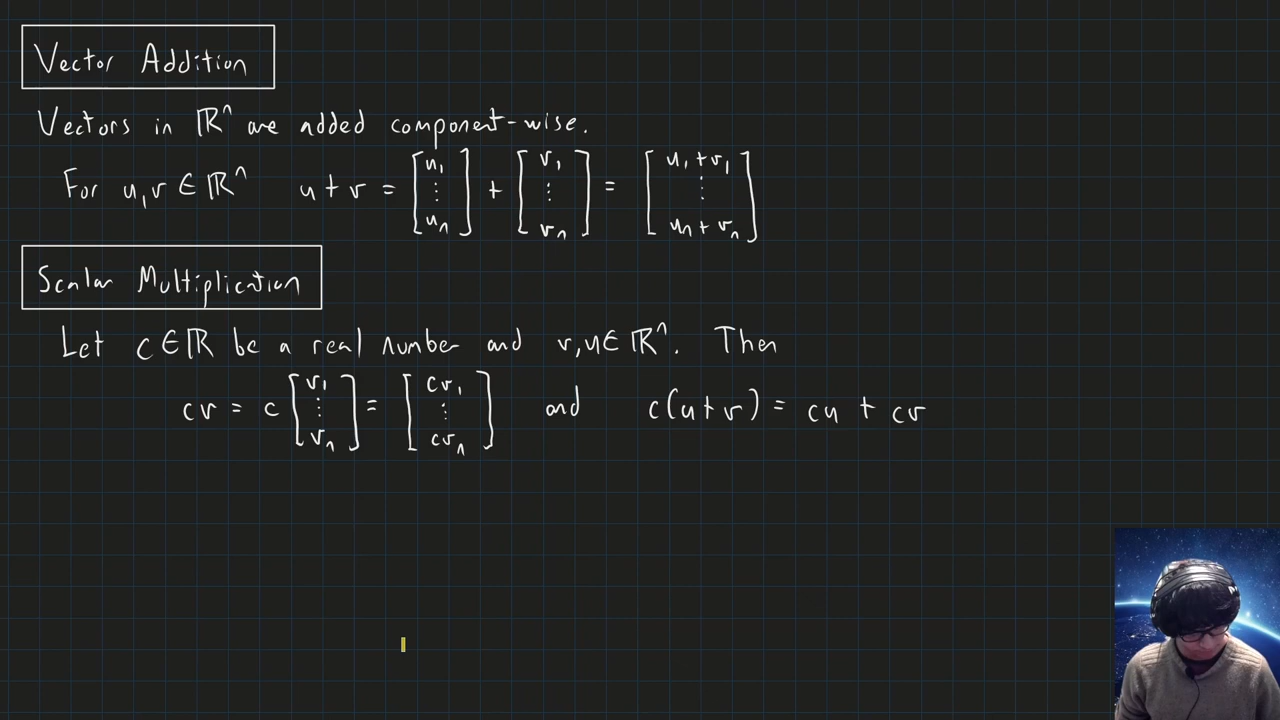 Vector Addition
Vectors in ℝⁿ are added component-wise.
For u,v ∈ ℝⁿ u + v = [u₁ ⋮ uₙ] + [v₁ ⋮ vₙ] = [u₁ + v₁ ⋮ uₙ + vₙ]
Scalar Multiplication
Let c ∈ ℝ be a real number and v,u ∈ ℝⁿ. Then
cv = c [v₁ ⋮ vₙ] = [cv₁ ⋮ cvₙ] and c(u + v) = cu + cv